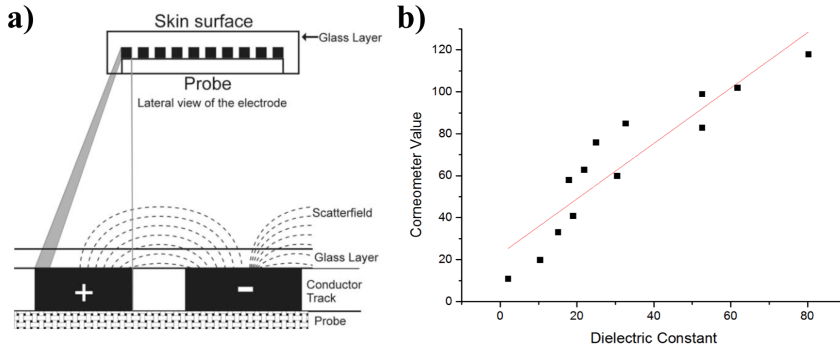 a)
Skin surface
Glass Layer
Probe
Lateral view of the electrode
Scatterfield
Glass Layer
+
-
Conductor
Track
Probe
b)
Corneometer Value
120
100
80
60
40
20
0
0
20
40
60
80
Dielectric Constant